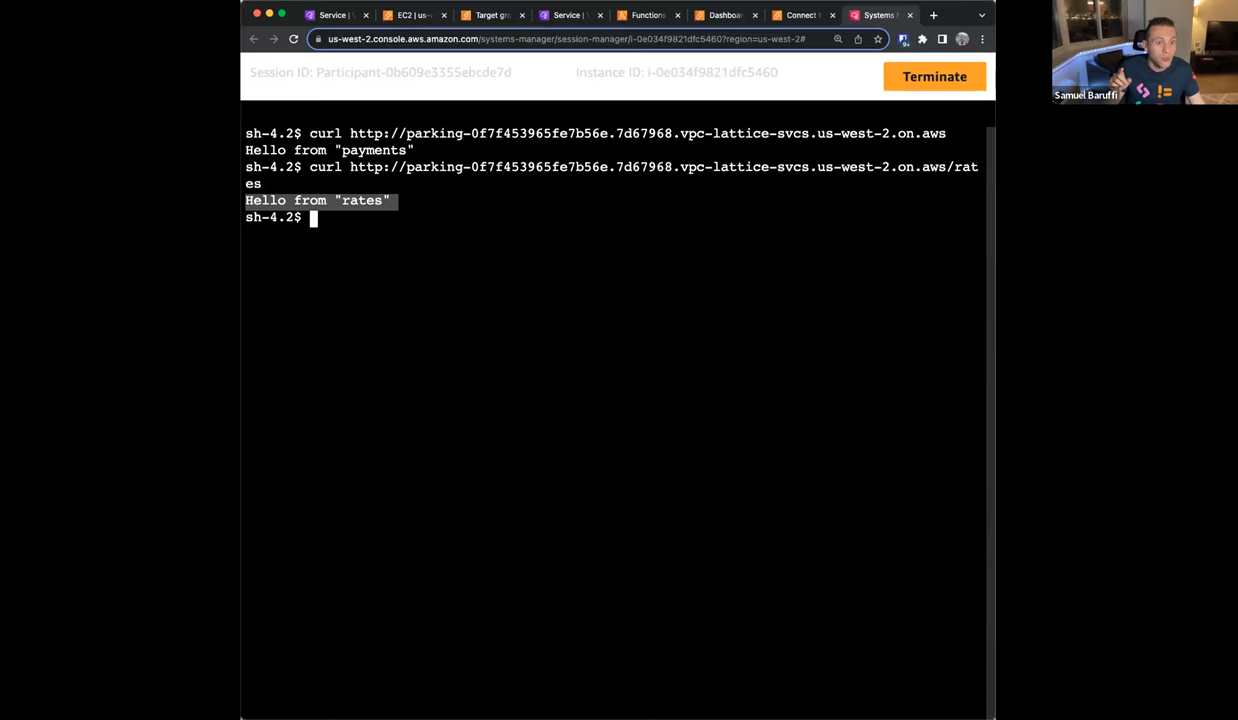 Service |
EC2 | us-v
Target gro
Service |
Functions
Dashboar
Connect t
Systems
us-west-2.console.aws.amazon.com/systems-manager/session-manager/i-0e034f9821dfc5460?region=us-west-2#
Session ID: Participant-0b609e3355ebcde7d
Instance ID: i-0e034f9821dfc5460
Terminate
sh-4.2$ curl http://parking-0f7f453965fe7b56e.7d67968.vpc-lattice-svcs.us-west-2.on.aws
Hello from "payments"
sh-4.2$ curl http://parking-0f7f453965fe7b56e.7d67968.vpc-lattice-svcs.us-west-2.on.aws/rat
es
Hello from "rates"
sh-4.2$
Samuel Baruffi